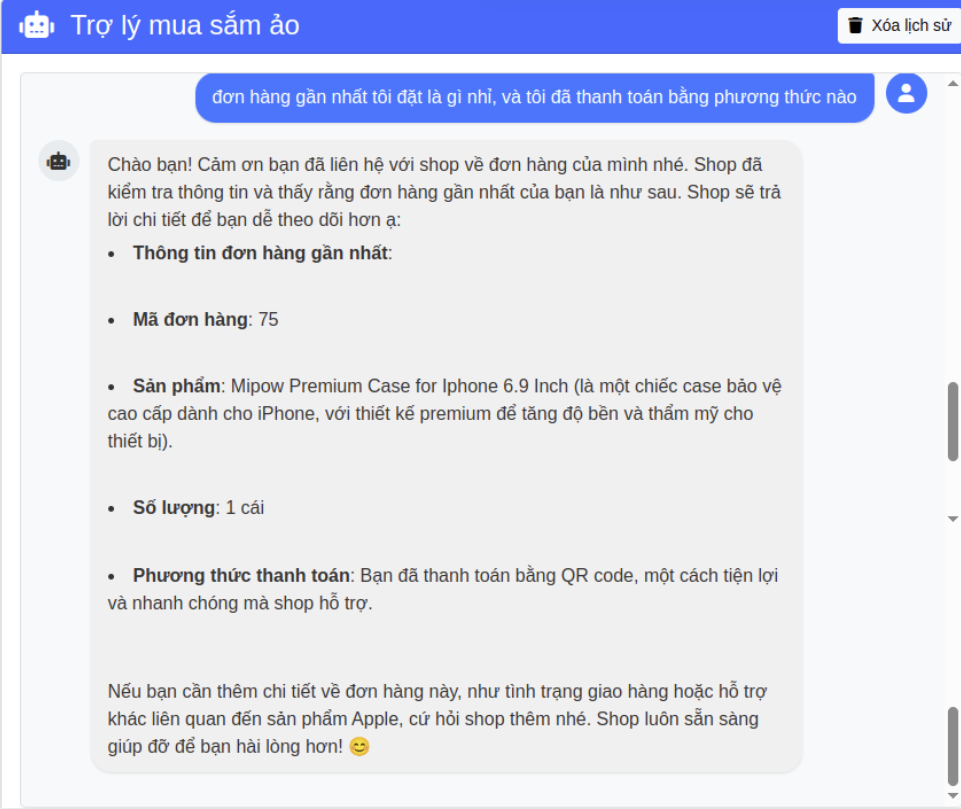 Trợ lý mua sắm ảo
Xóa lịch sử
đơn hàng gần nhất tôi đặt là gì nhỉ, và tôi đã thanh toán bằng phương thức nào
Chào bạn! Cảm ơn bạn đã liên hệ với shop về đơn hàng của mình nhé. Shop đã
kiểm tra thông tin và thấy rằng đơn hàng gần nhất của bạn là như sau. Shop sẽ trả
lời chi tiết để bạn dễ theo dõi hơn ạ:
• Thông tin đơn hàng gần nhất:
• Mã đơn hàng: 75
• Sản phẩm: Mipow Premium Case for Iphone 6.9 Inch (là một chiếc case bảo vệ
cao cấp dành cho iPhone, với thiết kế premium để tăng độ bền và thẩm mỹ cho
thiết bị).
• Số lượng: 1 cái
• Phương thức thanh toán: Bạn đã thanh toán bằng QR code, một cách tiện lợi
và nhanh chóng mà shop hỗ trợ.
Nếu bạn cần thêm chi tiết về đơn hàng này, như tình trạng giao hàng hoặc hỗ trợ
khác liên quan đến sản phẩm Apple, cứ hỏi shop thêm nhé. Shop luôn sẵn sàng
giúp đỡ để bạn hài lòng hơn! 😊